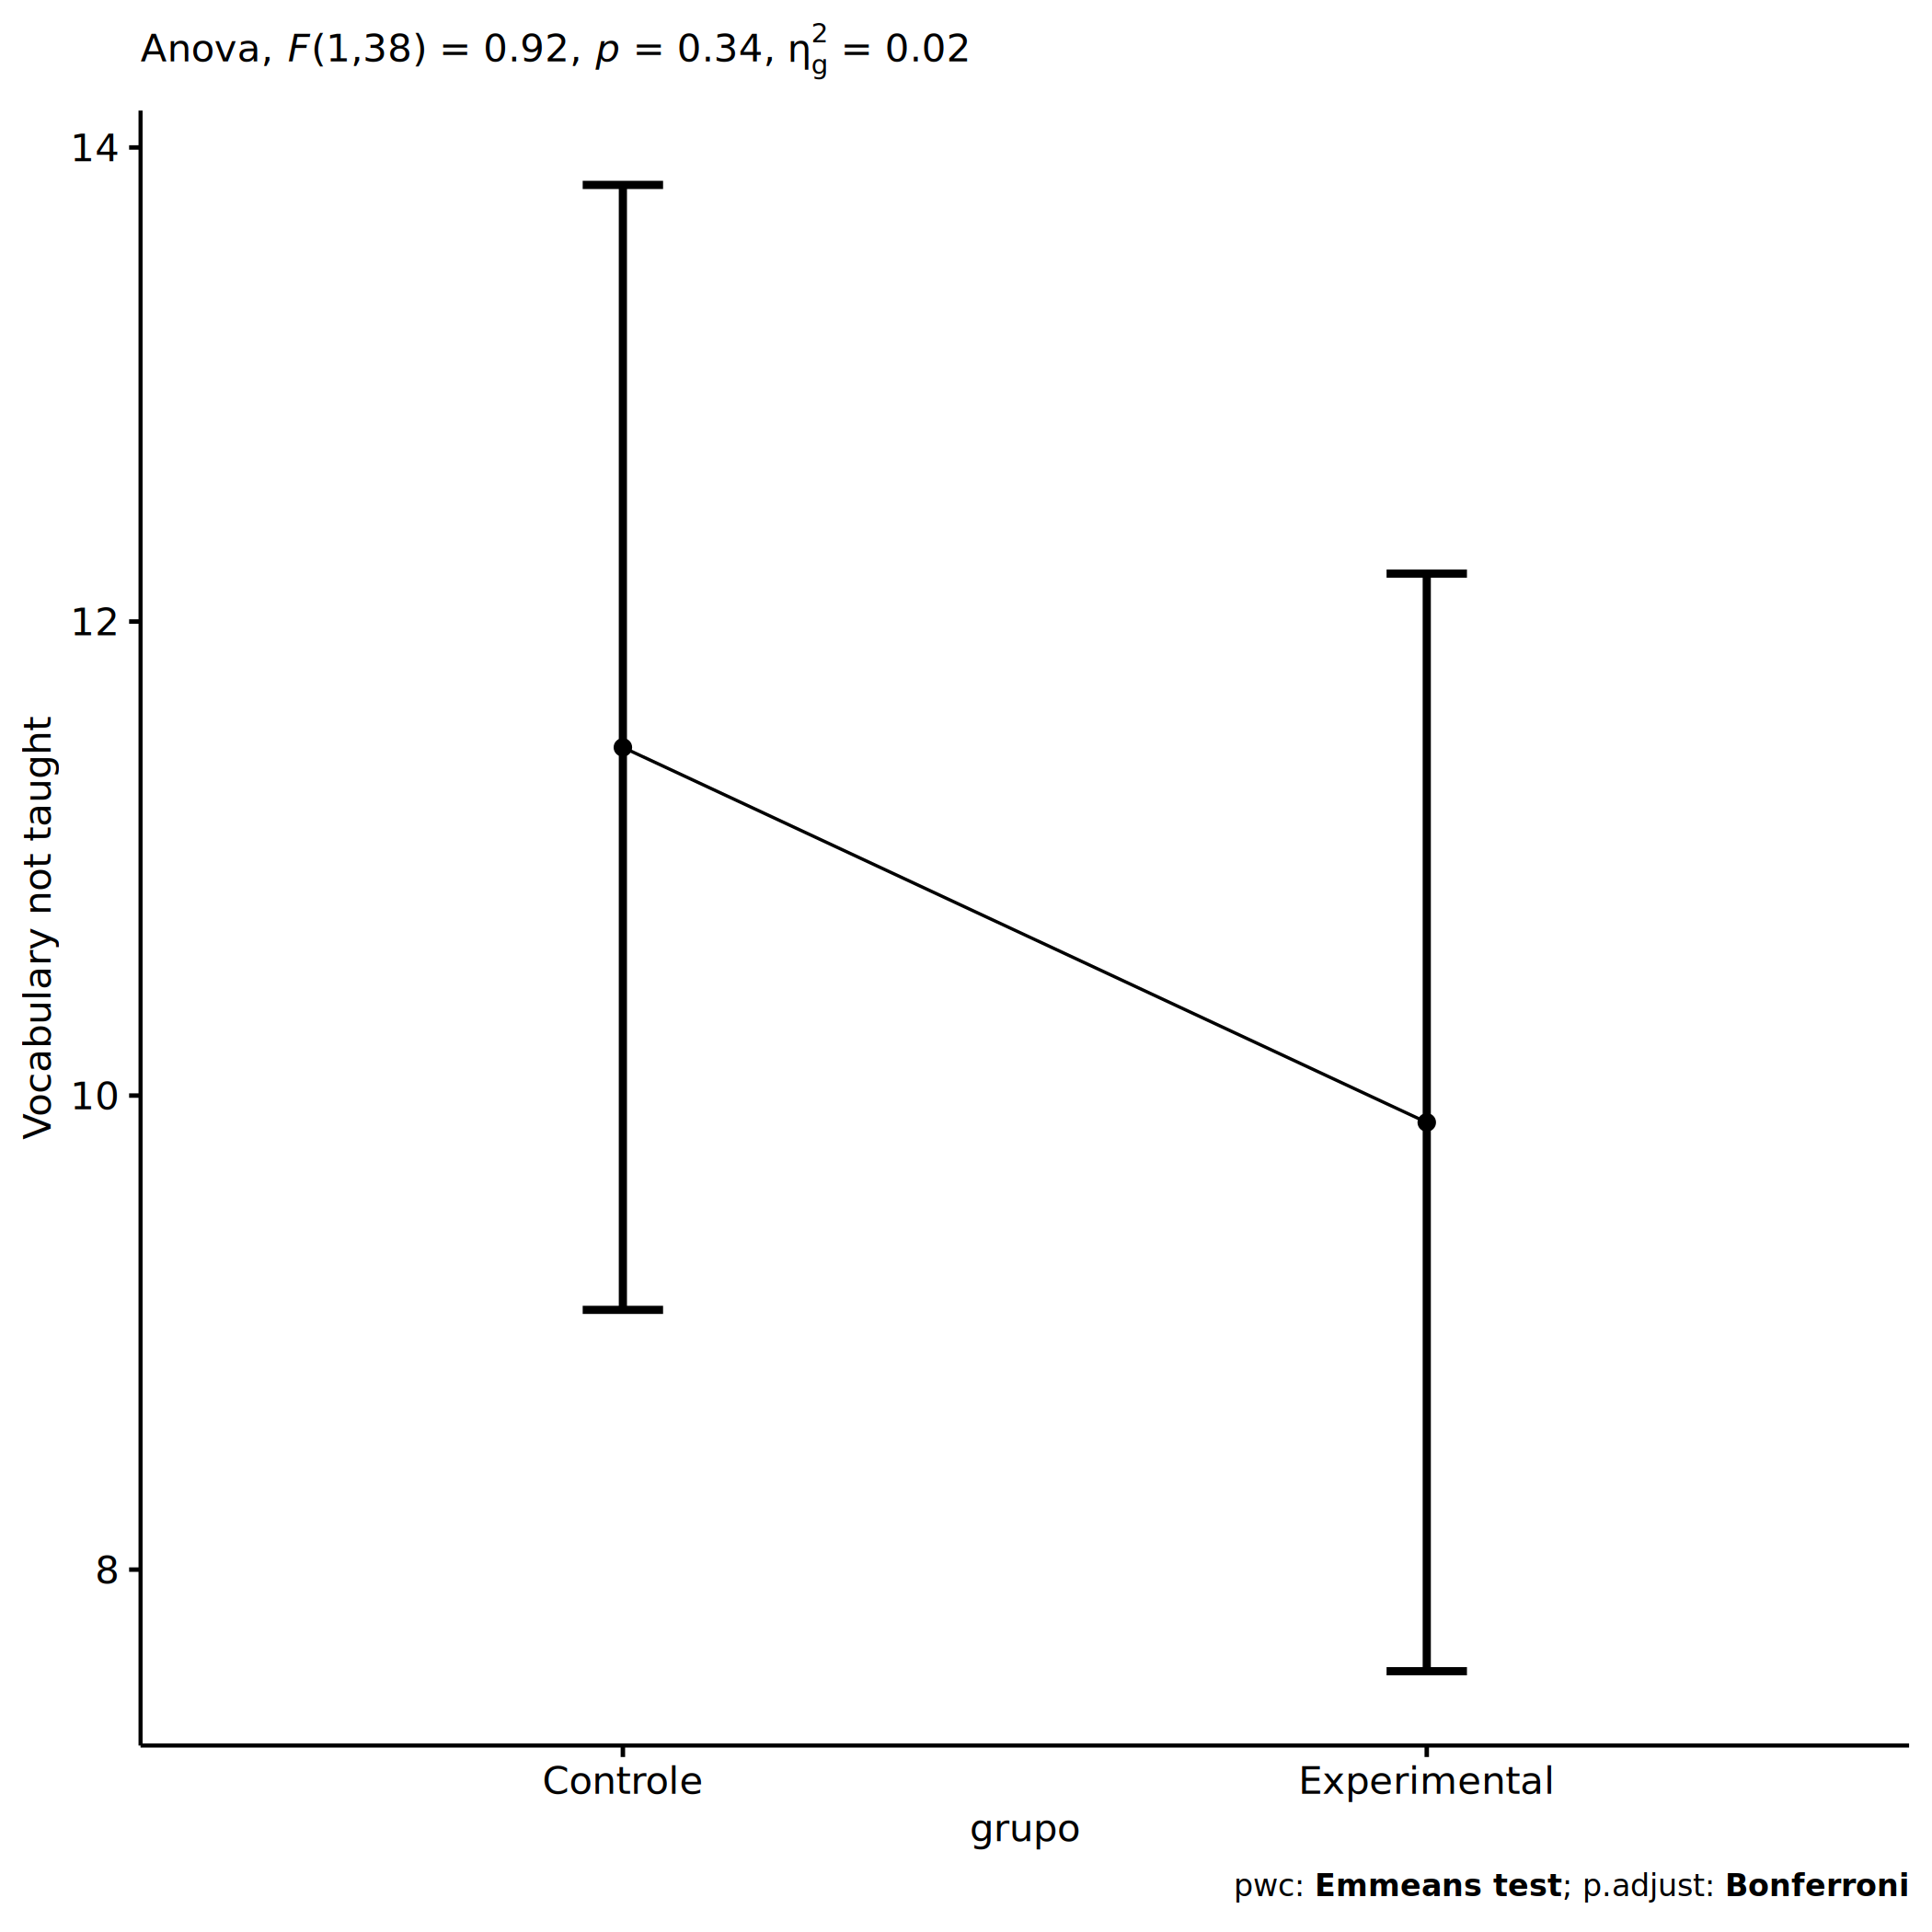 Anova, F(1,38) = 0.92, p = 0.34, η²g = 0.02
14
12
10
8
Vocabulary not taught
Controle
Experimental
grupo
pwc: Emmeans test; p.adjust: Bonferroni